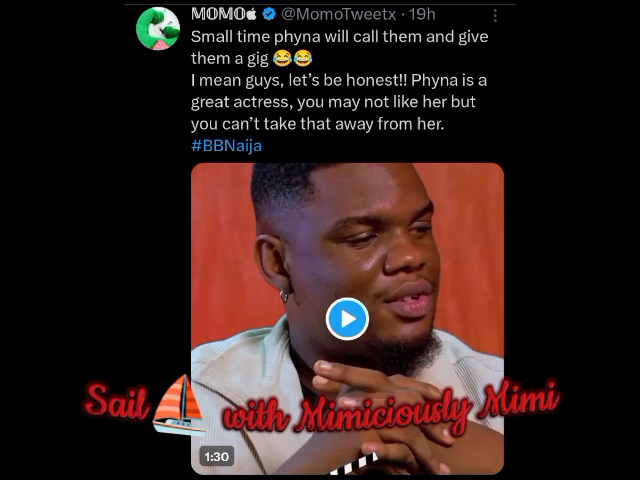 MOMO @MomoTweetx · 19h
Small time phyna will call them and give
them a gig 😂😂
I mean guys, let's be honest!! Phyna is a
great actress, you may not like her but
you can't take that away from her.
#BBNaija
Sail with Mimiciously Mimi
1:30